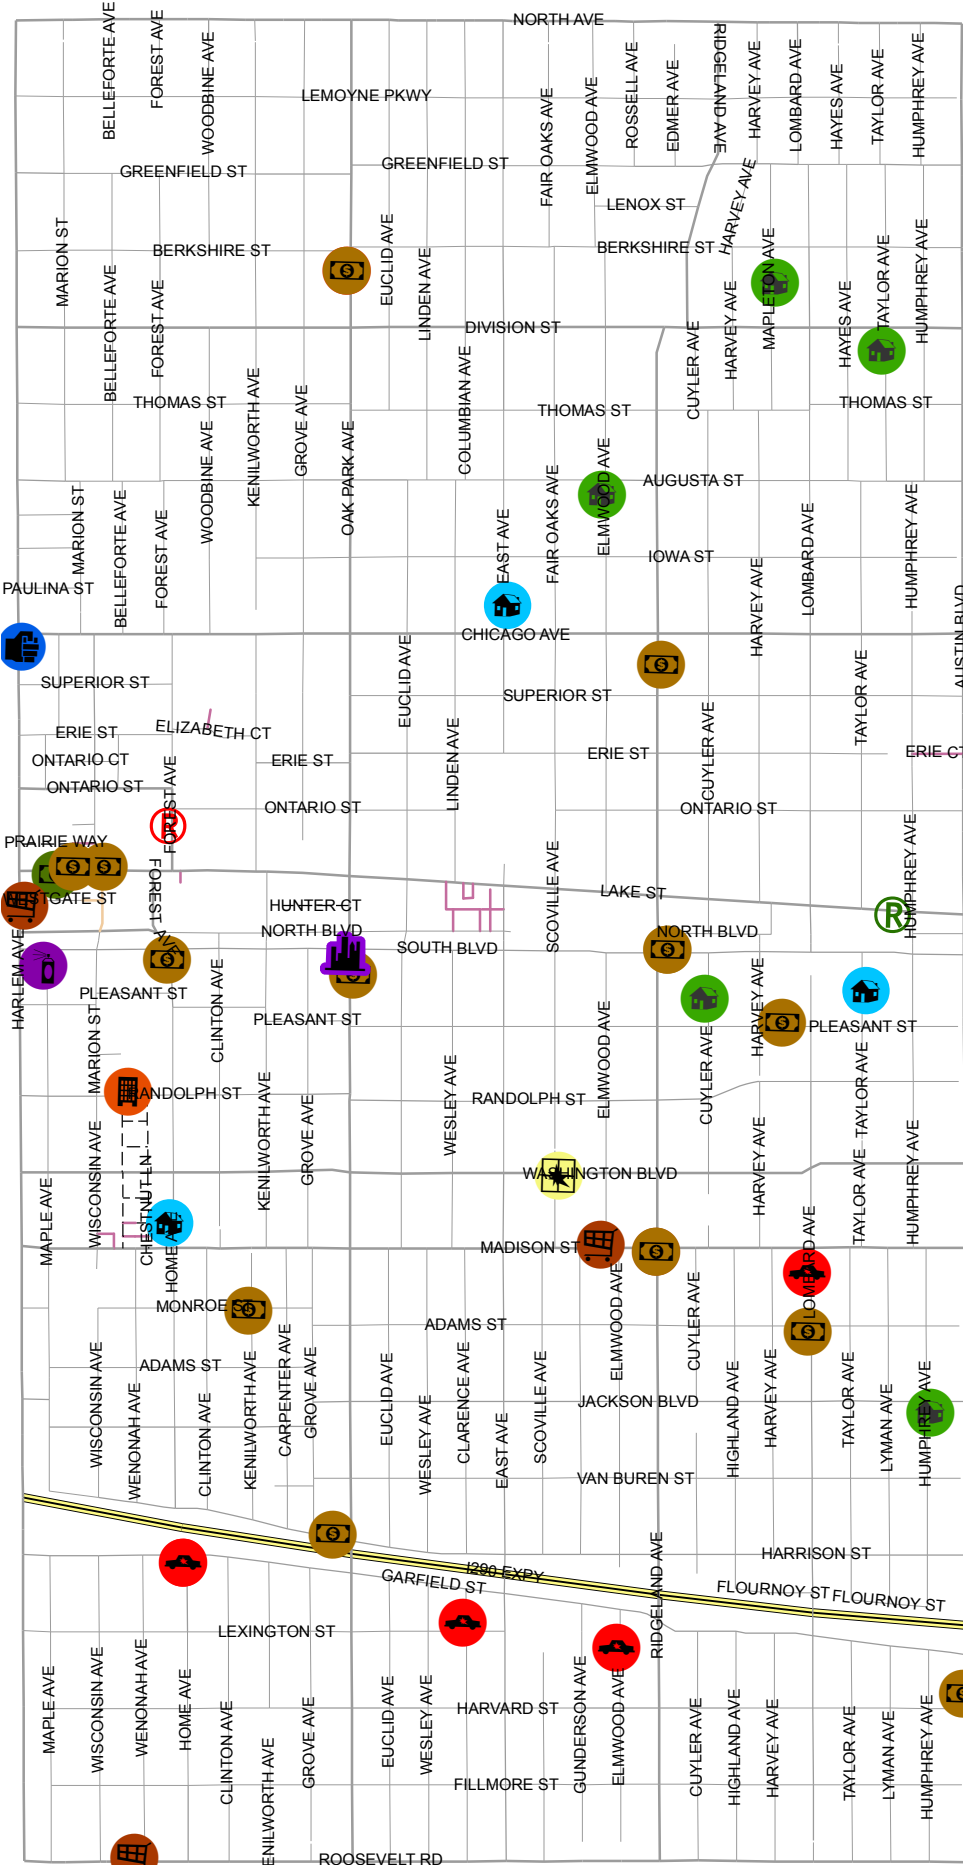 NORTH AVE
BELLEFORTE AVE
FOREST AVE
WOODBINE AVE
RIDGELAND AVE
ROSSELL AVE
EDMER AVE
HARVEY AVE
LOMBARD AVE
HAYES AVE
TAYLOR AVE
HUMPHREY AVE
FAIR OAKS AVE
ELMWOOD AVE
LEMOYNE PKWY
GREENFIELD ST
GREENFIELD ST
LENOX ST
HARVEY AVE
MARION ST
BERKSHIRE ST
EUCLID AVE
LINDEN AVE
BERKSHIRE ST
MAPLETON AVE
TAYLOR AVE
HUMPHREY AVE
BELLEFORTE AVE
FOREST AVE
HARVEY AVE
HAYES AVE
DIVISION ST
CUYLER AVE
COLUMBIAN AVE
THOMAS ST
KENILWORTH AVE
GROVE AVE
THOMAS ST
THOMAS ST
WOODBINE AVE
OAK PARK AVE
ELMWOOD AVE
FAIR OAKS AVE
AUGUSTA ST
MARION ST
BELLEFORTE AVE
FOREST AVE
EAST AVE
LOMBARD AVE
HUMPHREY AVE
IOWA ST
HARVEY AVE
PAULINA ST
AUSTIN BLVD
CHICAGO AVE
EUCLID AVE
TAYLOR AVE
SUPERIOR ST
SUPERIOR ST
CUYLER AVE
ERIE ST
ELIZABETH CT
LINDEN AVE
ERIE ST
ERIE CT
ONTARIO CT
ERIE ST
FOREST AVE
ONTARIO ST
ONTARIO ST
ONTARIO ST
R
PRAIRIE WAY
HUMPHREY AVE
SCOVILLE AVE
FOREST AVE
LAKE ST
HUNTER CT
R
HARLEM AVE
NORTH BLVD
NORTH BLVD
SOUTH BLVD
CLINTON AVE
HARVEY AVE
PLEASANT ST
PLEASANT ST
PLEASANT ST
MARION ST
ELMWOOD AVE
CUYLER AVE
TAYLOR AVE
WESLEY AVE
RANDOLPH ST
RANDOLPH ST
KENILWORTH AVE
GROVE AVE
WISCONSIN AVE
HARVEY AVE
TAYLOR AVE
HUMPHREY AVE
CHESTNUT LN
MAPLE AVE
WASHINGTON BLVD
HOME AVE
LOMBARD AVE
MADISON ST
ELMWOOD AVE
CUYLER AVE
MONROE ST
ADAMS ST
CARPENTER AVE
WISCONSIN AVE
ADAMS ST
KENILWORTH AVE
GROVE AVE
EUCLID AVE
CLARENCE AVE
SCOVILLE AVE
HIGHLAND AVE
HARVEY AVE
TAYLOR AVE
LYMAN AVE
HUMPHREY AVE
WENONAH AVE
CLINTON AVE
WESLEY AVE
EAST AVE
JACKSON BLVD
VAN BUREN ST
RIDGELAND AVE
HARRISON ST
I290 EXPY
GARFIELD ST
FLOURNOY ST
FLOURNOY ST
LEXINGTON ST
MAPLE AVE
WISCONSIN AVE
WENONAH AVE
HOME AVE
CLINTON AVE
GROVE AVE
EUCLID AVE
WESLEY AVE
GUNDERSON AVE
ELMWOOD AVE
CUYLER AVE
HIGHLAND AVE
HARVEY AVE
TAYLOR AVE
LYMAN AVE
HUMPHREY AVE
HARVARD ST
FILLMORE ST
ROOSEVELT RD